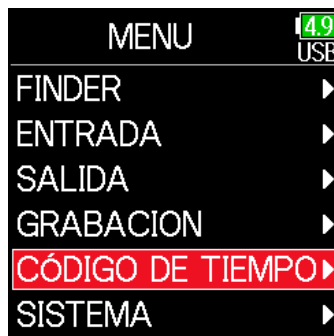 MENU
4.9
USB
FINDER
ENTRADA
SALIDA
GRABACION
CÓDIGO DE TIEMPO
SISTEMA